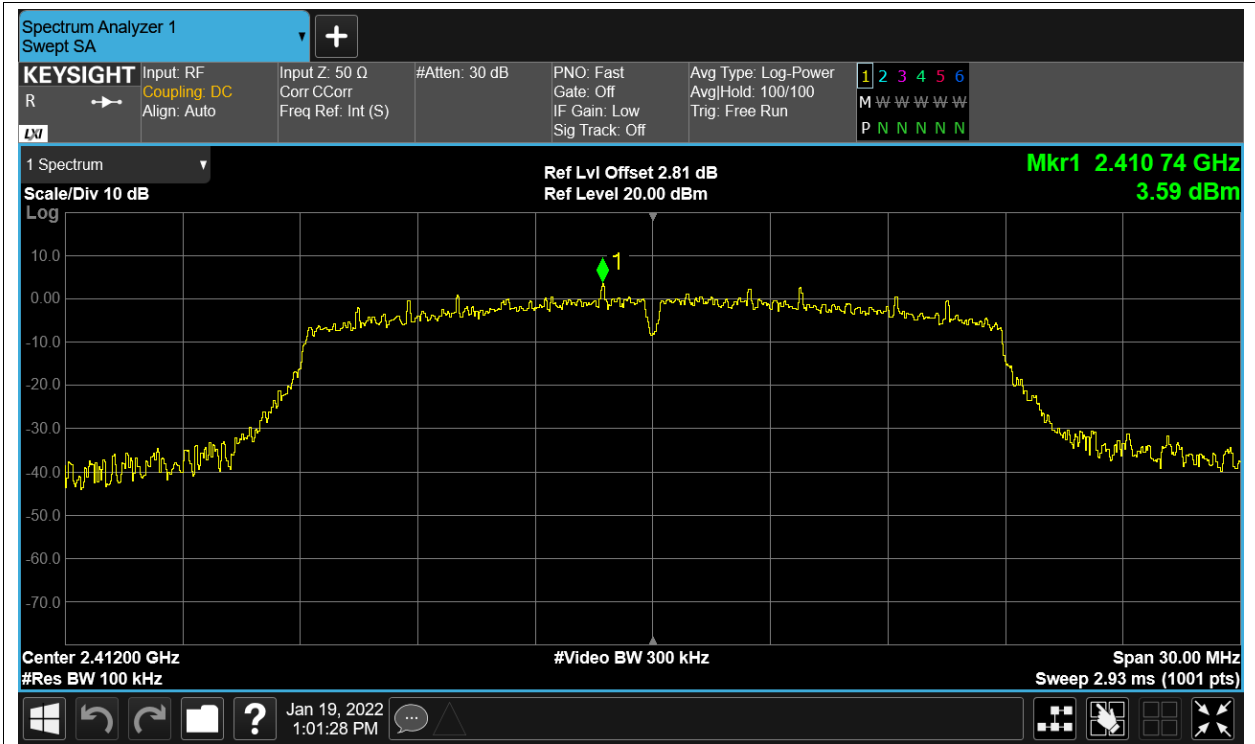 Spectrum Analyzer 1
Swept SA
KEYSIGHT
R
LXI
Input: RF
Coupling: DC
Align: Auto
Input Z: 50 Ω
Corr CCorr
Freq Ref: Int (S)
#Atten: 30 dB
PNO: Fast
Gate: Off
IF Gain: Low
Sig Track: Off
Avg Type: Log-Power
Avg|Hold: 100/100
Trig: Free Run
1 2 3 4 5 6
M W W W W W
P N N N N N
1 Spectrum
Scale/Div 10 dB
Log
Ref Lvl Offset 2.81 dB
Ref Level 20.00 dBm
Mkr1 2.410 74 GHz
3.59 dBm
1
10.0
0.00
-10.0
-20.0
-30.0
-40.0
-50.0
-60.0
-70.0
Center 2.41200 GHz
#Video BW 300 kHz
Span 30.00 MHz
#Res BW 100 kHz
Sweep 2.93 ms (1001 pts)
?
Jan 19, 2022
1:01:28 PM